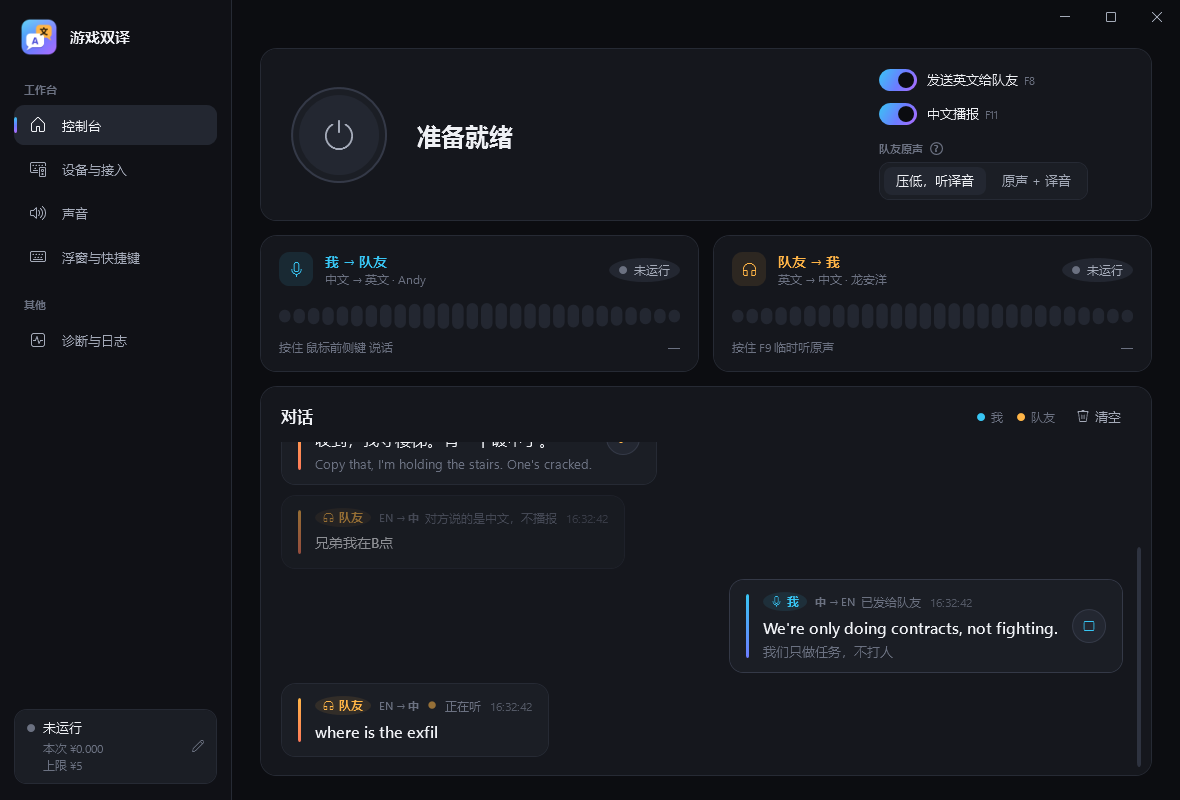 游戏双译
工作台
控制台
设备与接入
声音
浮窗与快捷键
其他
诊断与日志
未运行
本次 ¥0.000
上限 ¥5
准备就绪
发送英文给队友 F8
中文播报 F11
队友原声 ?
压低，听译音 原声 + 译音
我 → 队友
中文 → 英文 · Andy
未运行
按住 鼠标前侧键 说话 —
队友 → 我
英文 → 中文 · 龙安洋
未运行
按住 F9 临时听原声 —
对话
我 队友 清空
Copy that, I'm holding the stairs. One's cracked.
队友 EN → 中 对方说的是中文，不播报 16:32:42
兄弟我在B点
我 中 → EN 已发给队友 16:32:42
We're only doing contracts, not fighting.
我们只做任务，不打人
队友 EN → 中 正在听 16:32:42
where is the exfil